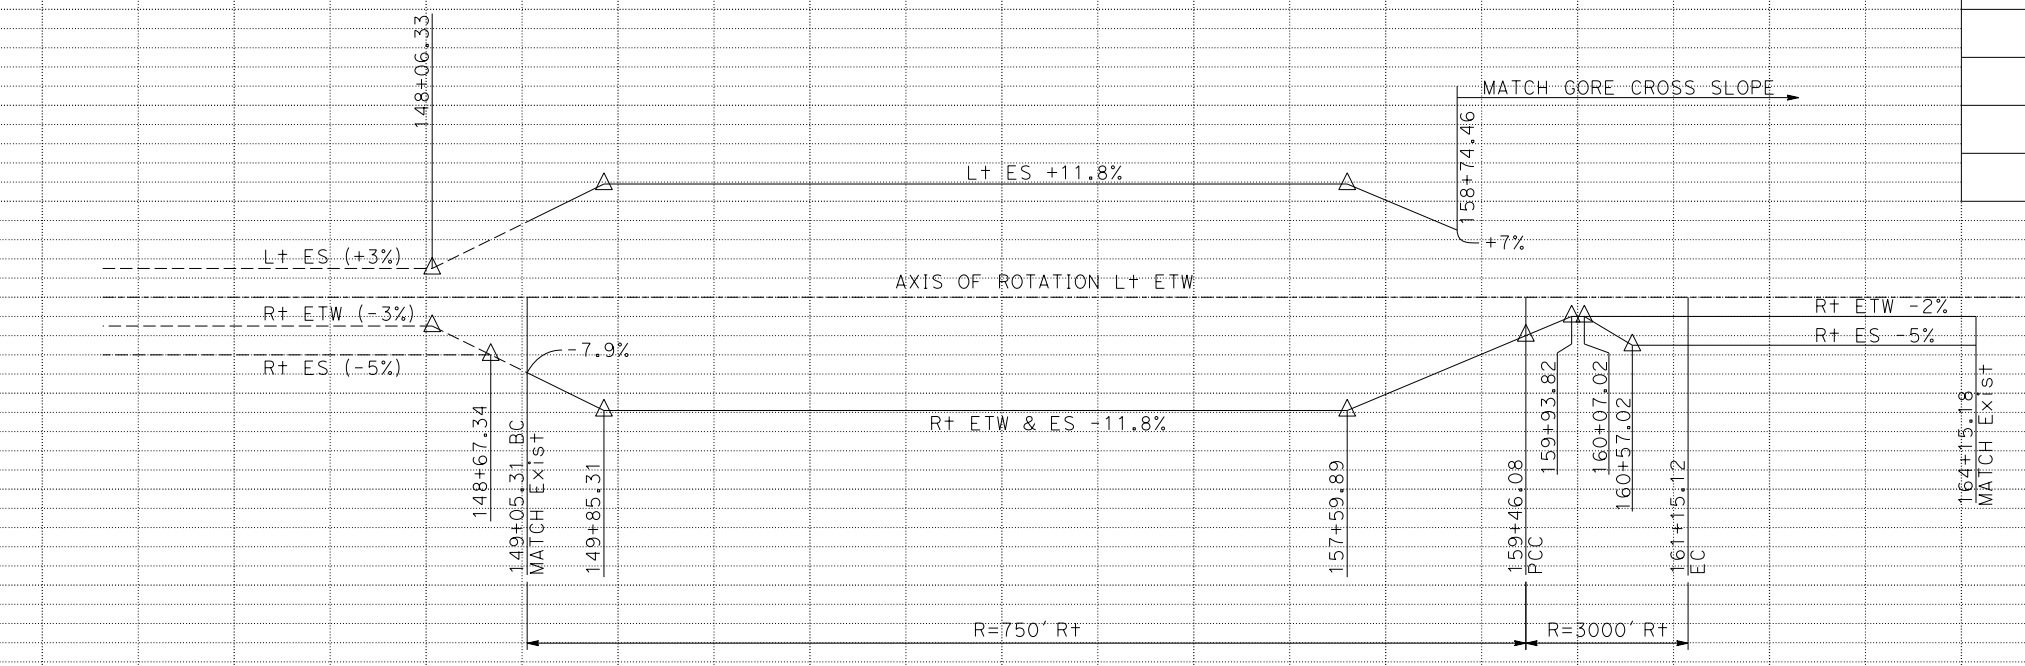 148+06.33
MATCH GORE CROSS SLOPE
158+74.46
Lt ES +11.8%
+7%
Lt ES (+3%)
AXIS OF ROTATION Lt ETW
Rt ETW (-3%)
Rt ETW -2%
Rt ES -5%
-7.9%
Rt ES (-5%)
Rt ETW & ES -11.8%
148+67.34
149+05.31 BC
MATCH Exist
149+85.31
157+59.89
159+46.08
PCC
159+93.82
160+07.02
160+57.02
161+15.12
EC
164+15.18
MATCH Exist
R=750' Rt
R=3000' Rt